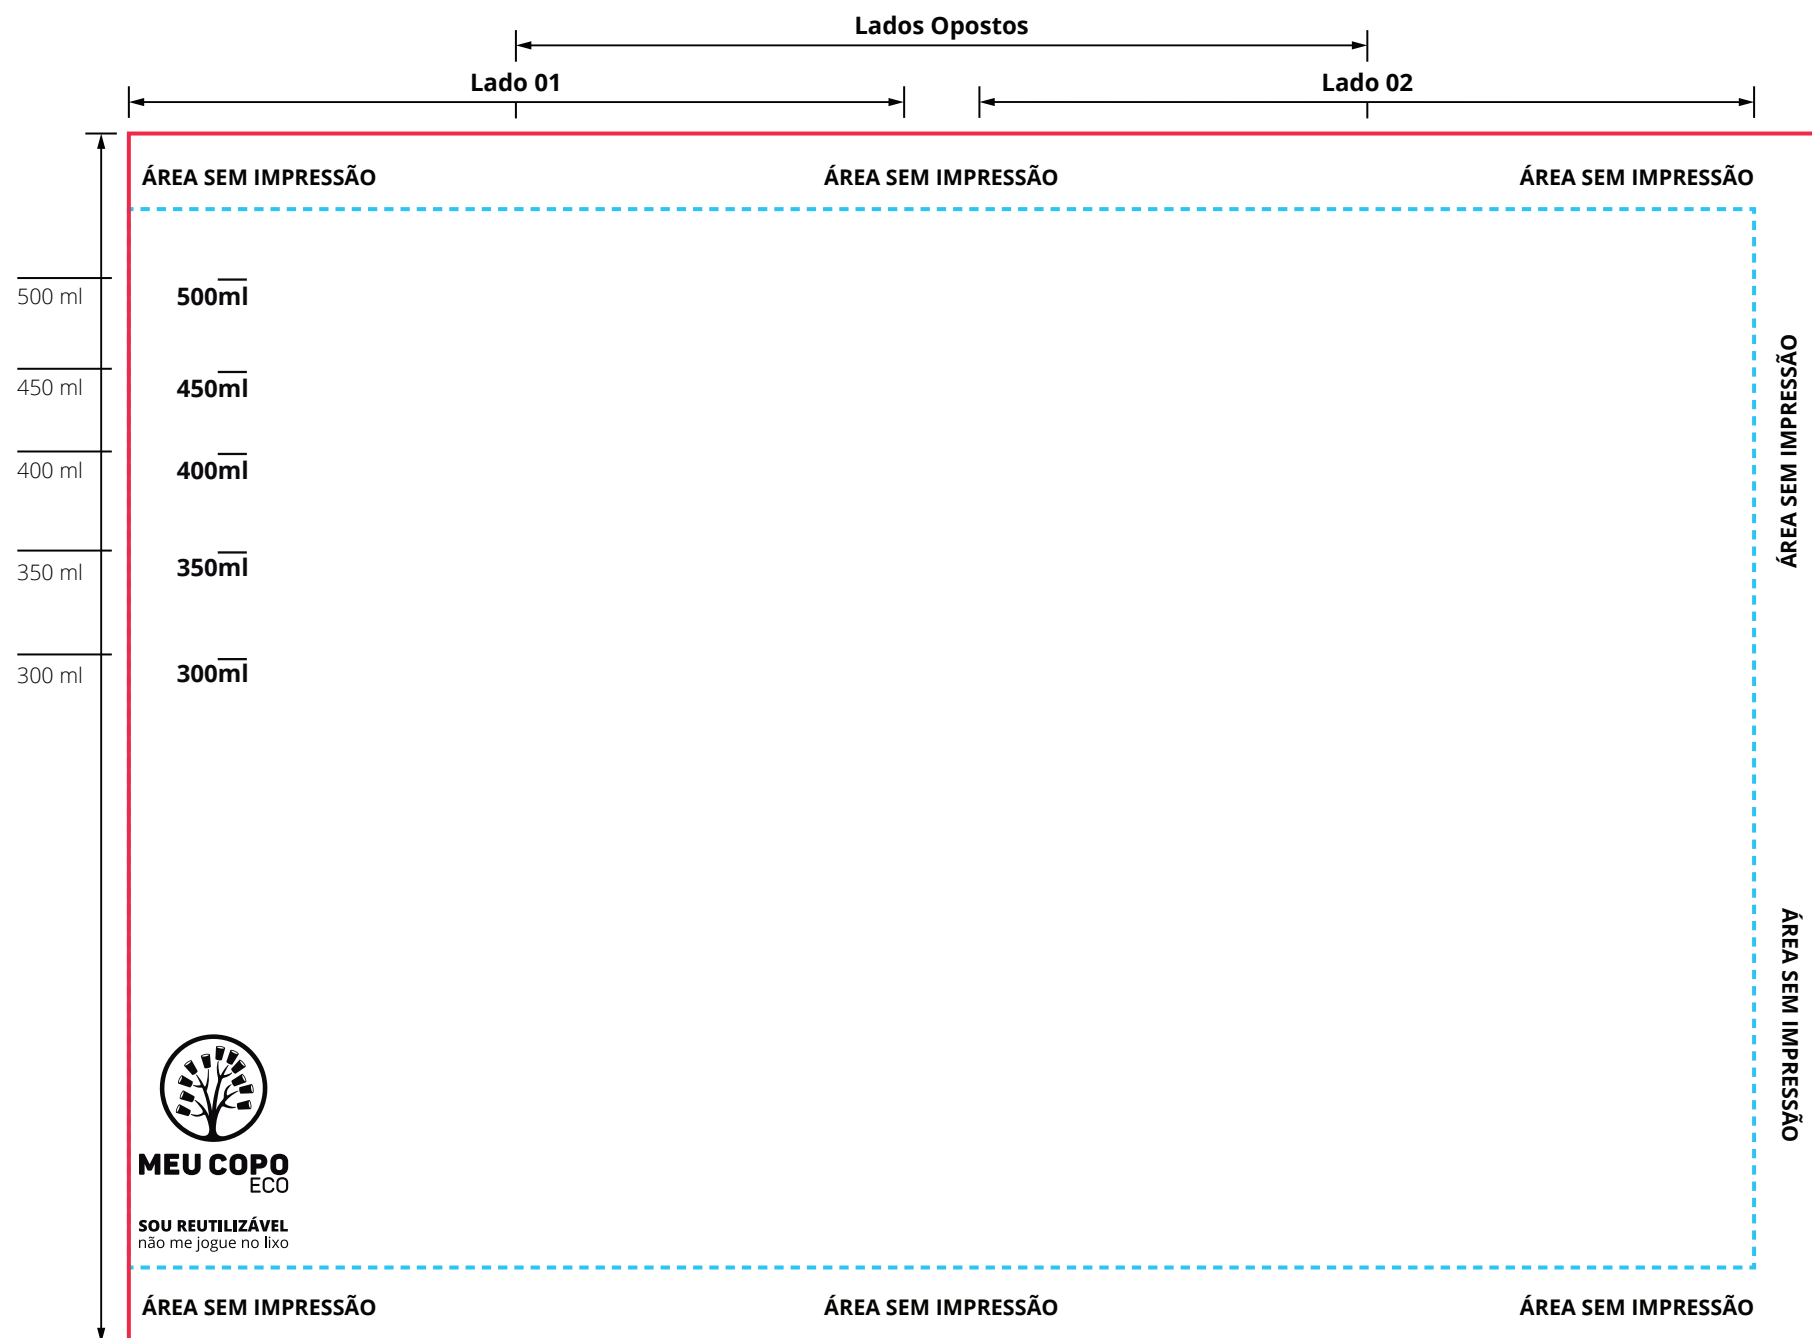 Lados Opostos
Lado 01
Lado 02
ÁREA SEM IMPRESSÃO
ÁREA SEM IMPRESSÃO
ÁREA SEM IMPRESSÃO
500 ml
500ml
450 ml
450ml
400 ml
400ml
350 ml
350ml
300 ml
300ml
ÁREA SEM IMPRESSÃO
ÁREA SEM IMPRESSÃO
MEU COPO
ECO
SOU REUTILIZÁVEL
não me jogue no lixo
ÁREA SEM IMPRESSÃO
ÁREA SEM IMPRESSÃO
ÁREA SEM IMPRESSÃO